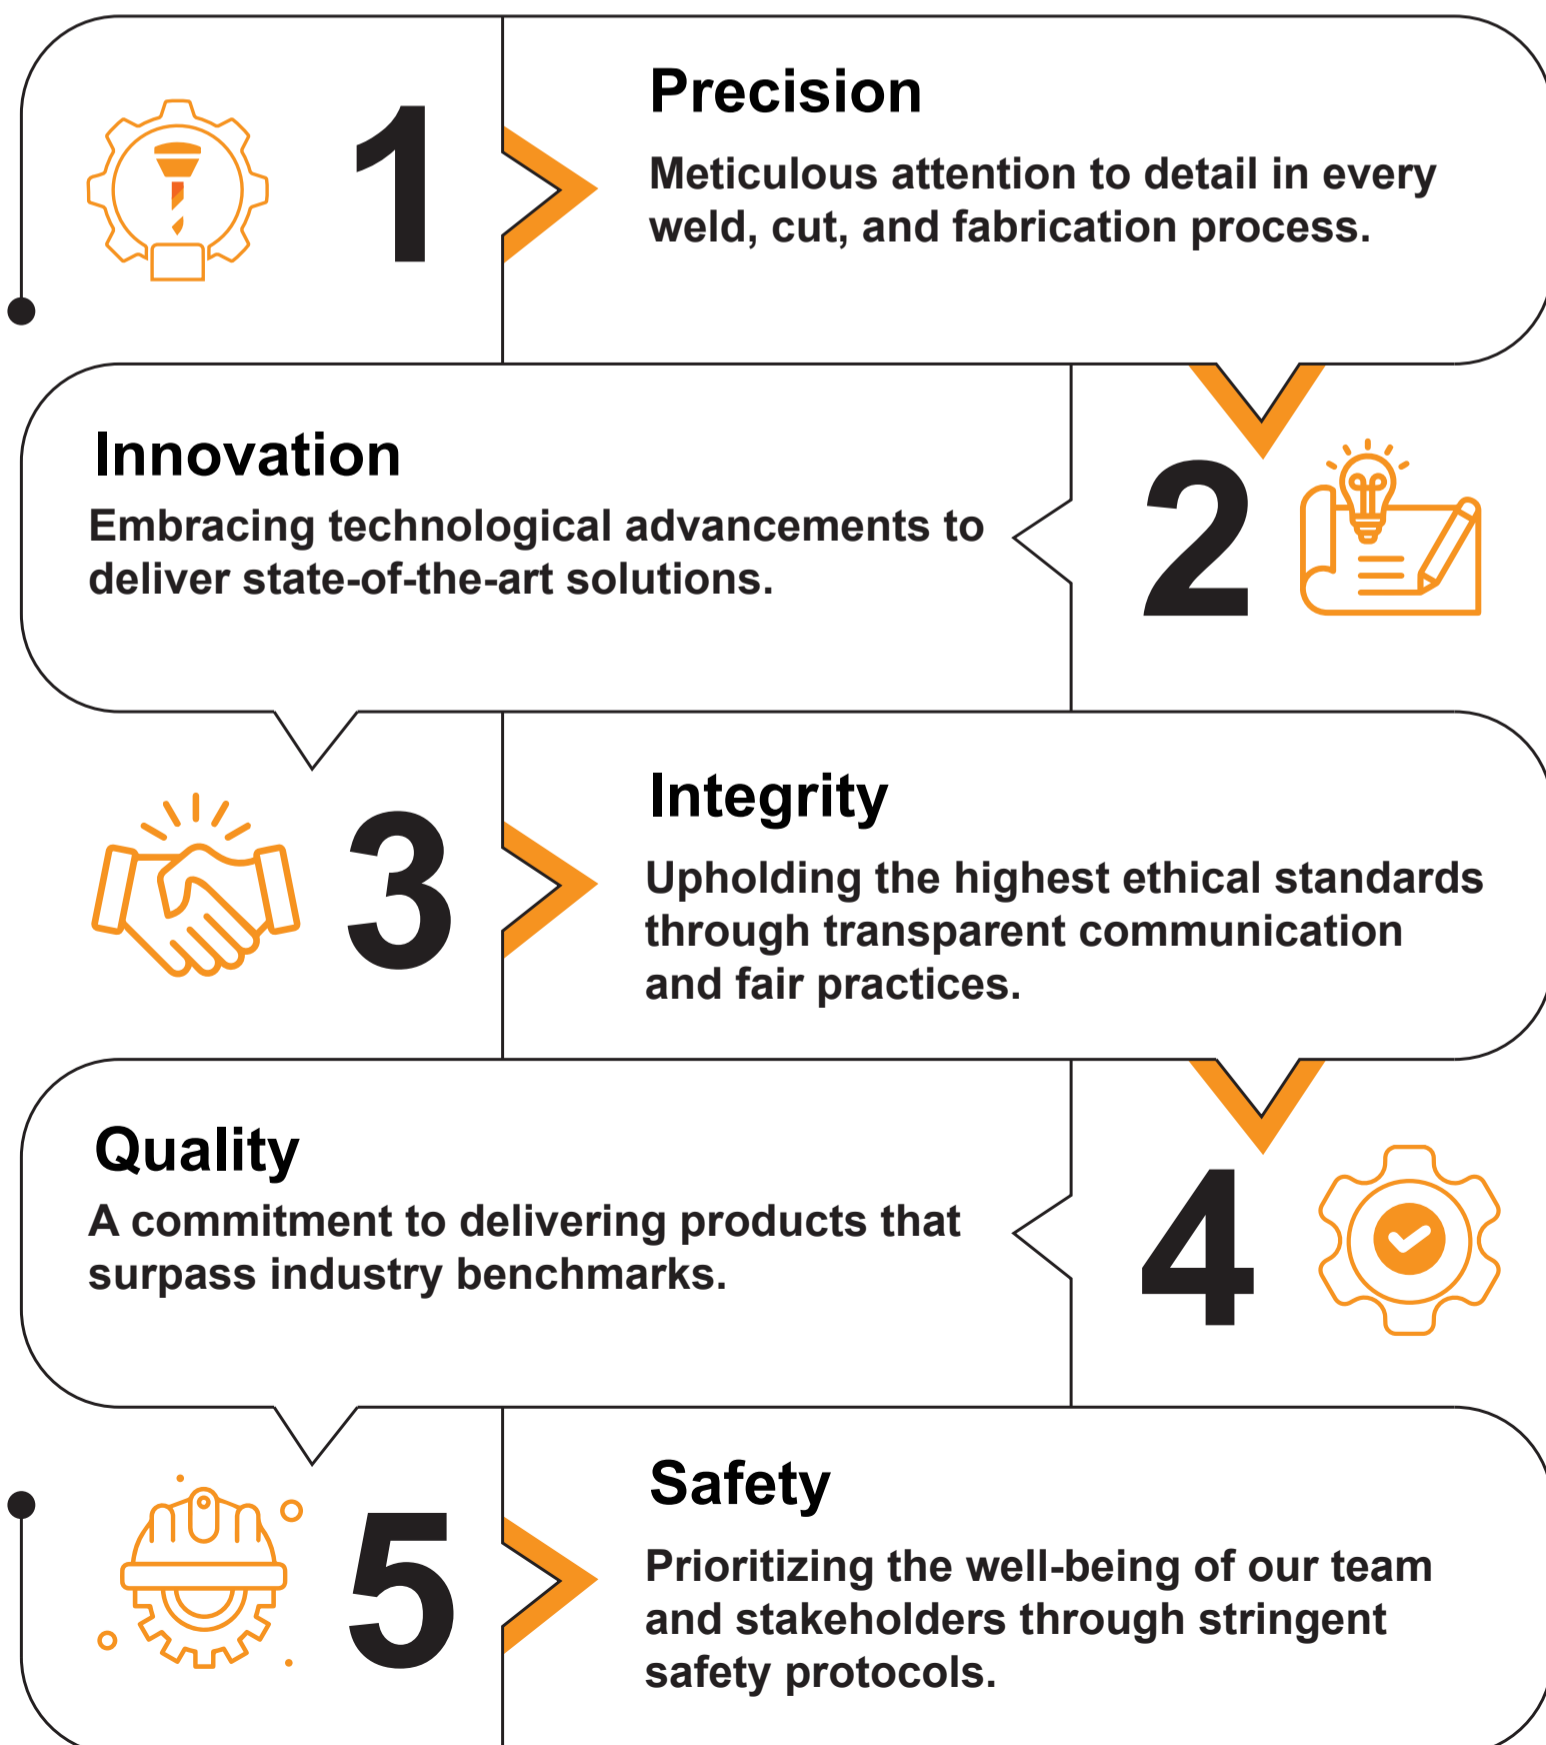 1
Precision
Meticulous attention to detail in every
weld, cut, and fabrication process.
Innovation
Embracing technological advancements to
deliver state-of-the-art solutions.
2
3
Integrity
Upholding the highest ethical standards
through transparent communication
and fair practices.
Quality
A commitment to delivering products that
surpass industry benchmarks.
4
5
Safety
Prioritizing the well-being of our team
and stakeholders through stringent
safety protocols.